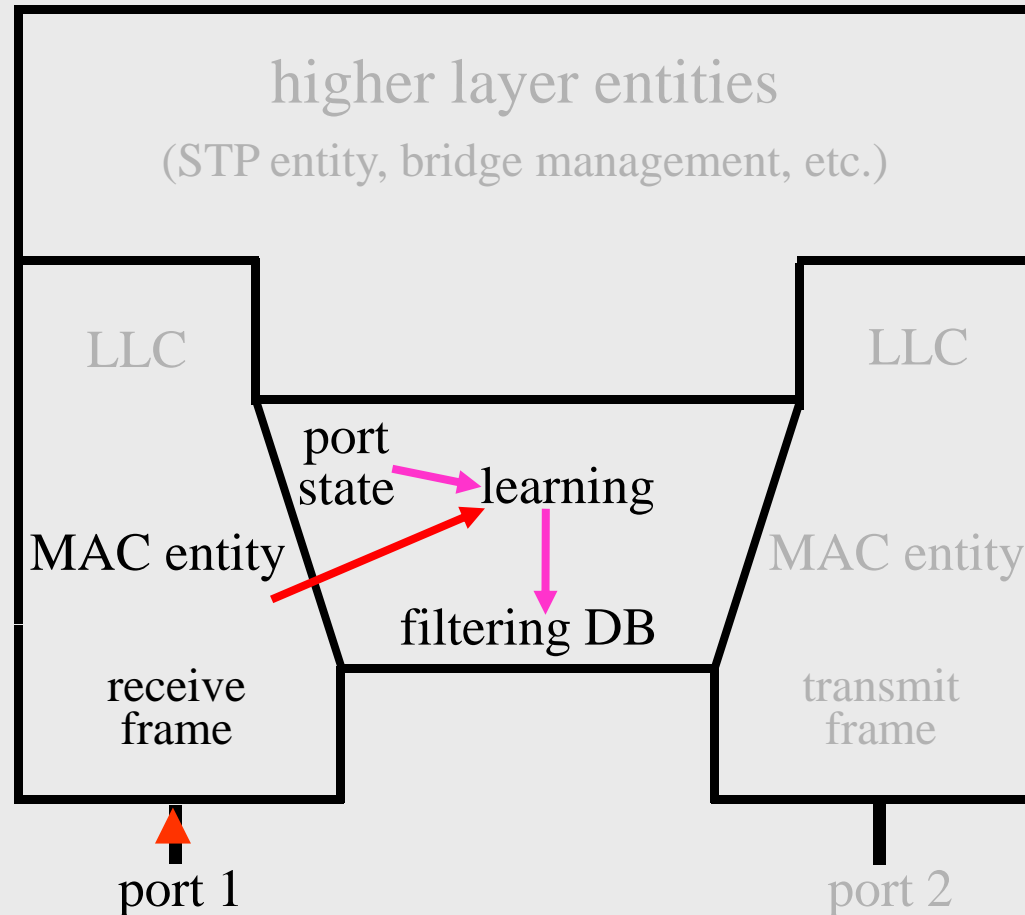 higher layer entities
(STP entity, bridge management, etc.)
LLC
LLC
port
state
learning
MAC entity
MAC entity
filtering DB
receive
frame
transmit
frame
port 1
port 2